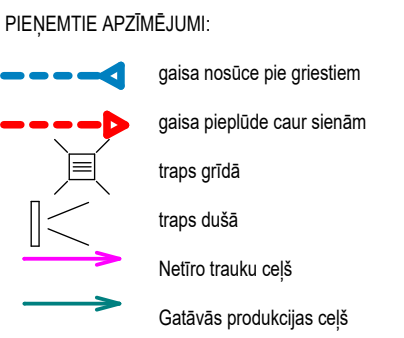 PIEŅEMTIE APZĪMĒJUMI:
gaisa nosūce pie griestiem
gaisa pieplūde caur sienām
traps grīdā
traps dušā
Netīro trauku ceļš
Gatāvās produkcijas ceļš